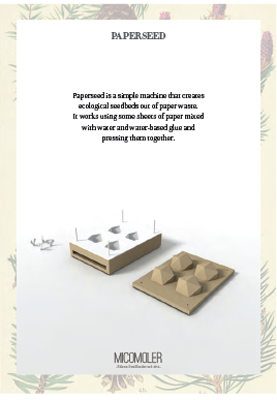 PAPERSEED
Paperseed is a simple machine that creates
ecological seedbeds out of paper waste.
It works using some sheets of paper mixed
with water and water-based glue and
pressing them together.
MICOMOLER